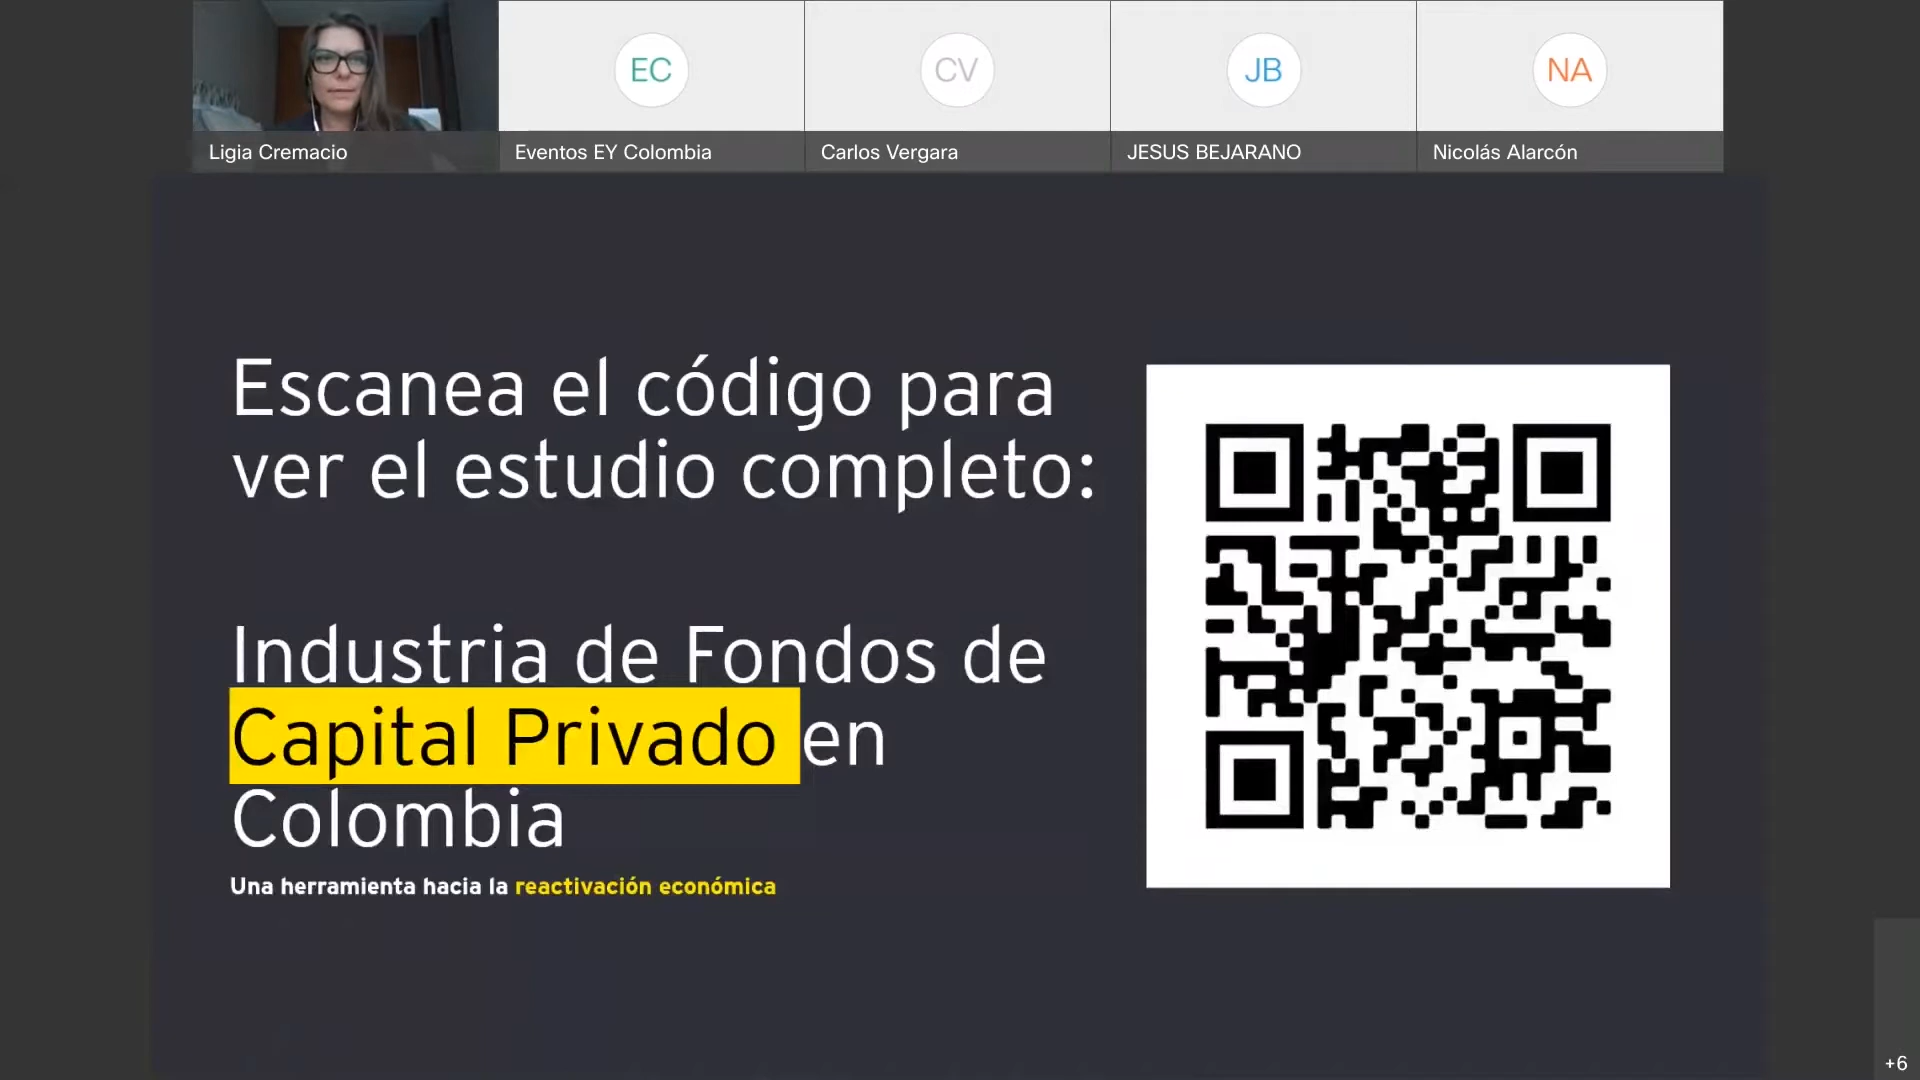 EC
CV
JB
NA
Ligia Cremacio
Eventos EY Colombia
Carlos Vergara
JESUS BEJARANO
Nicolás Alarcón
Escanea el código para
ver el estudio completo:
Industria de Fondos de
Capital Privado en
Colombia
Una herramienta hacia la reactivación económica
+6